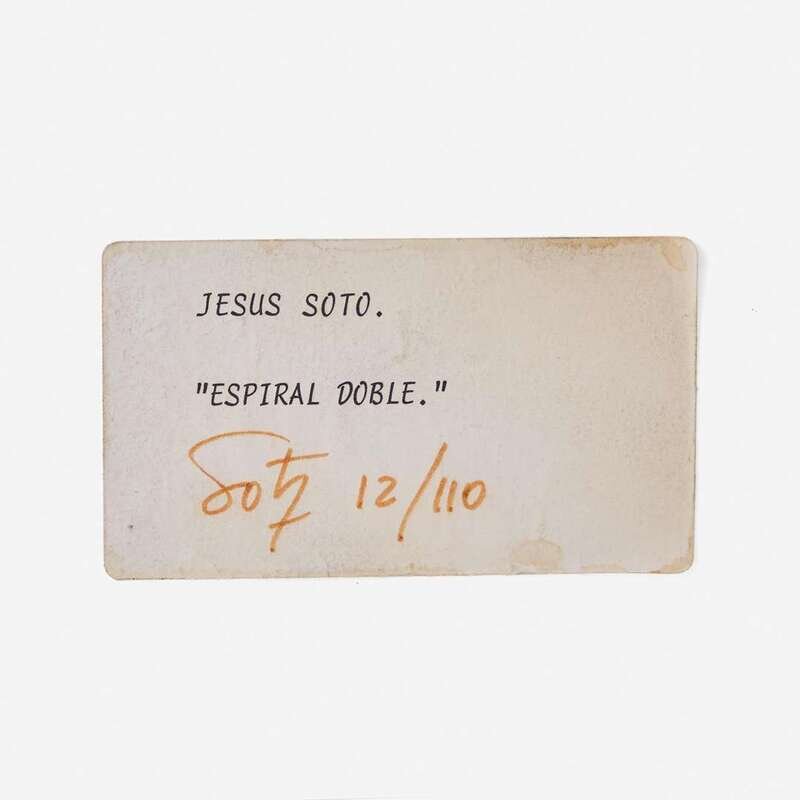 JESUS SOTO.
"ESPIRAL DOBLE."
Soto 12/110